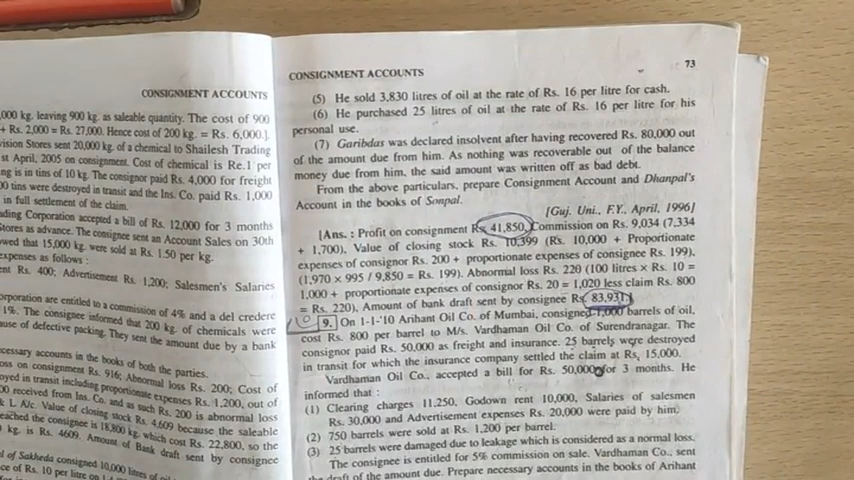 CONSIGNMENT ACCOUNTS
,000 kg. leaving 900 kg. as saleable quantity. The cost of 900
+ Rs. 2,000 = Rs. 27,000. Hence cost of 200 kg. = Rs. 6,000.]
vision Stores sent 20,000 kg. of a chemical to Shailesh Trading
st April, 2005 on consignment. Cost of chemical is Re.1 per
ng is in tins of 10 kg. The consignor paid Rs. 4,000 for freight
00 tins were destroyed in transit and the Ins. Co. paid Rs. 1,000
in full settlement of the claim.
ading Corporation accepted a bill of Rs. 12,000 for 3 months
Stores as advance. The consignee sent an Account Sales on 30th
owed that 15,000 kg. were sold at Rs. 1.50 per kg.
expenses as follows :
ent Rs. 400; Advertisement Rs. 1,200; Salesmen's Salaries
orporation are entitled to a commission of 4% and a del credere
1%. The consignee informed that 200 kg. of chemicals were
ause of defective packing. They sent the amount due by a bank
ecessary accounts in the books of both the parties.
oss on consignment Rs. 916; Abnormal loss Rs. 200; Cost of
oyed in transit including proportionate expenses Rs. 1,200, out of
00 received from Ins. Co. and as such Rs. 200 is abnormal loss
& L A/c. Value of closing stock Rs. 4,609 because the saleable
reached the consignee is 18,800 kg. which cost Rs. 22,800, so the
kg. is Rs. 4609. Amount of Bank draft sent by consignee
of Sakheda consigned 10,000 litres of
ce of Rs. 10 per litre on
CONSIGNMENT ACCOUNTS 73
(5) He sold 3,830 litres of oil at the rate of Rs. 16 per litre for cash.
(6) He purchased 25 litres of oil at the rate of Rs. 16 per litre for his
personal use.
(7) Garibdas was declared insolvent after having recovered Rs. 80,000 out
of the amount due from him. As nothing was recoverable out of the balance
money due from him, the said amount was written off as bad debt.
From the above particulars, prepare Consignment Account and Dhanpal's
Account in the books of Sonpal.
[Guj. Uni., F.Y., April, 1996]
[Ans. : Profit on consignment Rs. 41,850, Commission on Rs. 9,034 (7,334
+ 1,700), Value of closing stock Rs. 10,399 (Rs. 10,000 + Proportionate
expenses of consignor Rs. 200 + proportionate expenses of consignee Rs. 199),
(1,970 × 995 / 9,850 = Rs. 199). Abnormal loss Rs. 220 (100 litres × Rs. 10 =
1,000 + proportionate expenses of consignor Rs. 20 = 1,020 less claim Rs. 800
= Rs. 220), Amount of bank draft sent by consignee Rs. 83,931]
10 9. On 1-1-'10 Arihant Oil Co. of Mumbai, consigned 1,000 barrels of oil,
cost Rs. 800 per barrel to M/s. Vardhaman Oil Co. of Surendranagar. The
consignor paid Rs. 50,000 as freight and insurance. 25 barrels were destroyed
in transit for which the insurance company settled the claim at Rs. 15,000.
Vardhaman Oil Co., accepted a bill for Rs. 50,000 for 3 months. He
informed that :
(1) Clearing charges 11,250, Godown rent 10,000, Salaries of salesmen
Rs. 30,000 and Advertisement expenses Rs. 20,000 were paid by him.
(2) 750 barrels were sold at Rs. 1,200 per barrel.
(3) 25 barrels were damaged due to leakage which is considered as a normal loss.
The consignee is entitled for 5% commission on sale. Vardhaman Co., sent
the draft of the amount due. Prepare necessary accounts in the books of Arihant